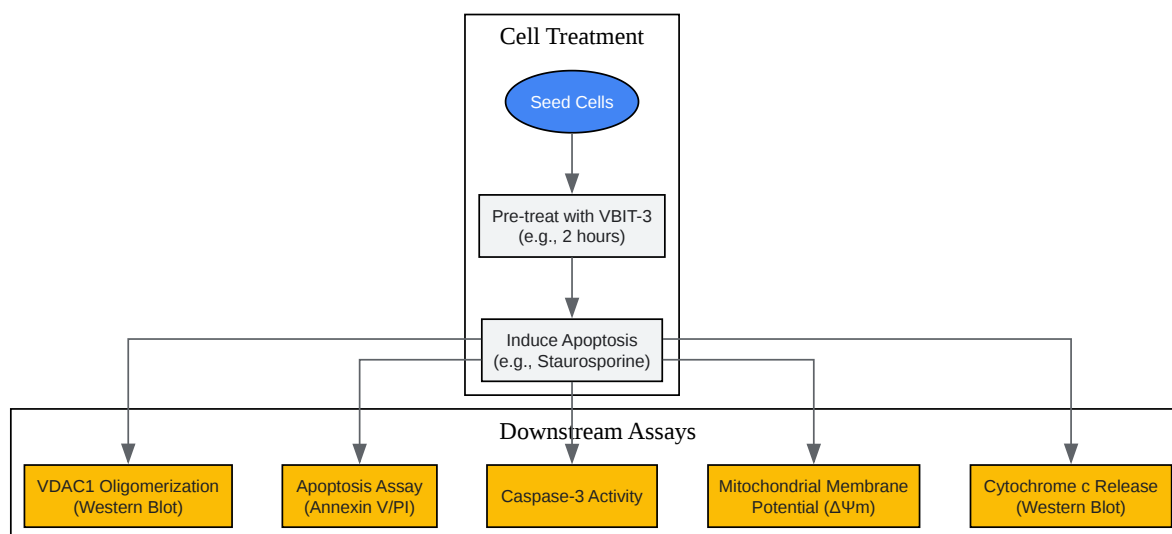 Cell Treatment
Seed Cells
Pre-treat with VBIT-3
(e.g., 2 hours)
Induce Apoptosis
(e.g., Staurosporine)
Downstream Assays
VDAC1 Oligomerization
(Western Blot)
Apoptosis Assay
(Annexin V/PI)
Caspase-3 Activity
Mitochondrial Membrane
Potential (ΔΨm)
Cytochrome c Release
(Western Blot)